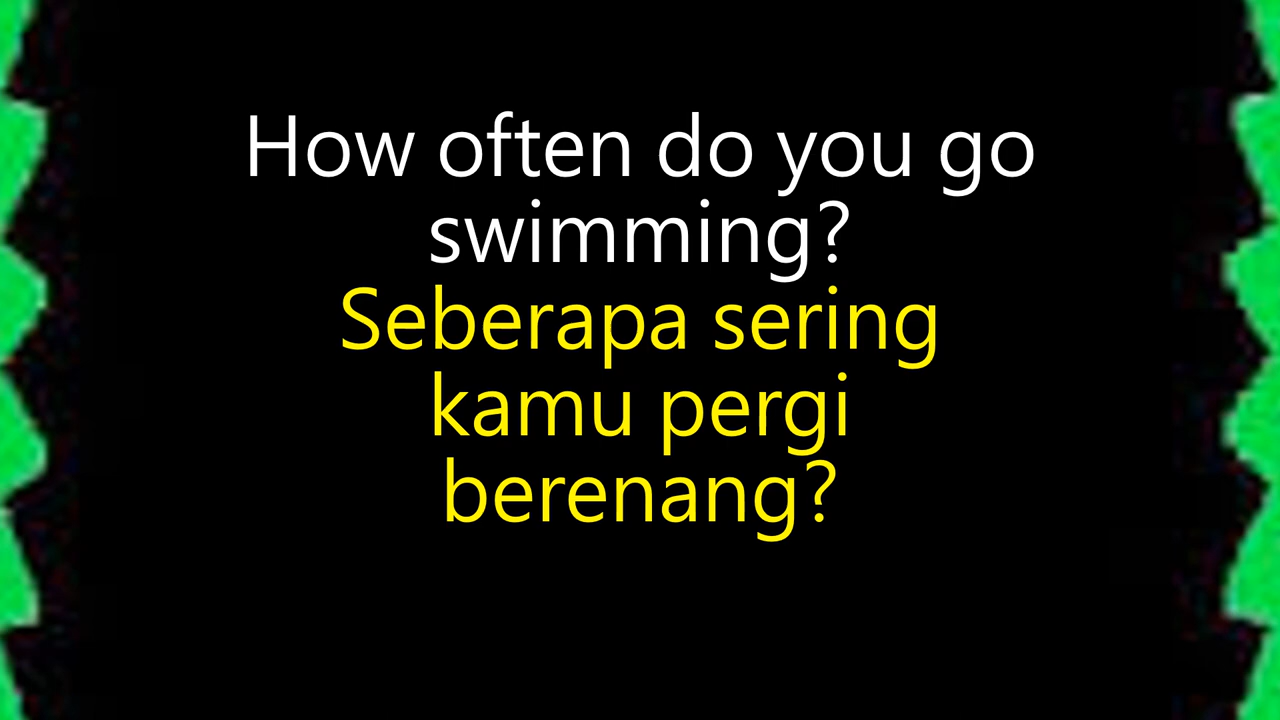 How often do you go
swimming?
Seberapa sering
kamu pergi
berenang?